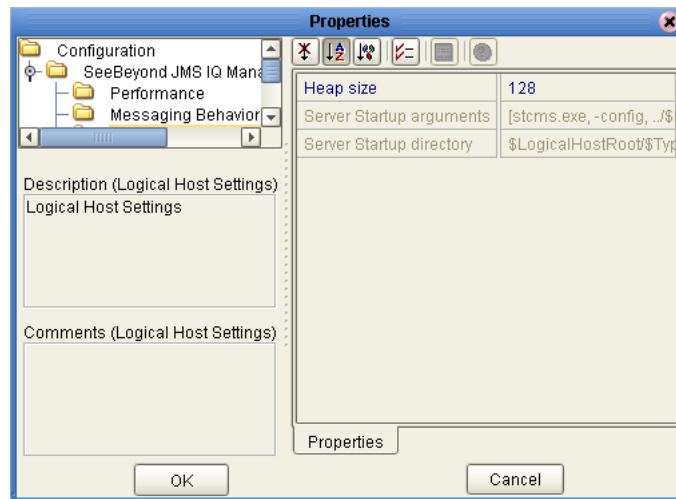 Properties
Configuration
SeeBeyond JMS IQ Mana
Performance
Messaging Behavior
Heap size 128
Server Startup arguments [stcms.exe, -config, ../$
Server Startup directory $LogicalHostRoot/$Typ
Description (Logical Host Settings)
Logical Host Settings
Comments (Logical Host Settings)
Properties
OK
Cancel